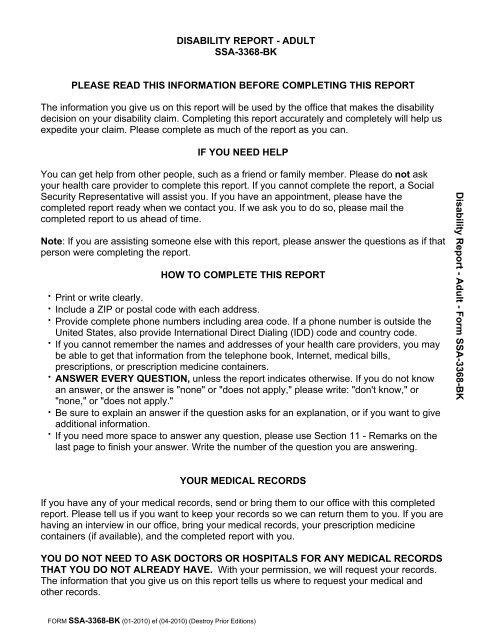 DISABILITY REPORT - ADULT
SSA-3368-BK
PLEASE READ THIS INFORMATION BEFORE COMPLETING THIS REPORT
The information you give us on this report will be used by the office that makes the disability
decision on your disability claim. Completing this report accurately and completely will help us
expedite your claim. Please complete as much of the report as you can.
IF YOU NEED HELP
You can get help from other people, such as a friend or family member. Please do not ask
your health care provider to complete this report. If you cannot complete the report, a Social
Security Representative will assist you. If you have an appointment, please have the
completed report ready when we contact you. If we ask you to do so, please mail the
completed report to us ahead of time.
Note: If you are assisting someone else with this report, please answer the questions as if that
person were completing the report.
HOW TO COMPLETE THIS REPORT
• Print or write clearly.
• Include a ZIP or postal code with each address.
• Provide complete phone numbers including area code. If a phone number is outside the
United States, also provide International Direct Dialing (IDD) code and country code.
• If you cannot remember the names and addresses of your health care providers, you may
be able to get that information from the telephone book, Internet, medical bills,
prescriptions, or prescription medicine containers.
• ANSWER EVERY QUESTION, unless the report indicates otherwise. If you do not know
an answer, or the answer is "none" or "does not apply," please write: "don't know," or
"none," or "does not apply."
• Be sure to explain an answer if the question asks for an explanation, or if you want to give
additional information.
• If you need more space to answer any question, please use Section 11 - Remarks on the
last page to finish your answer. Write the number of the question you are answering.
YOUR MEDICAL RECORDS
If you have any of your medical records, send or bring them to our office with this completed
report. Please tell us if you want to keep your records so we can return them to you. If you are
having an interview in our office, bring your medical records, your prescription medicine
containers (if available), and the completed report with you.
YOU DO NOT NEED TO ASK DOCTORS OR HOSPITALS FOR ANY MEDICAL RECORDS
THAT YOU DO NOT ALREADY HAVE. With your permission, we will request your records.
The information that you give us on this report tells us where to request your medical and
other records.
FORM SSA-3368-BK (01-2010) ef (04-2010) (Destroy Prior Editions)
Disability Report - Adult - Form SSA-3368-BK